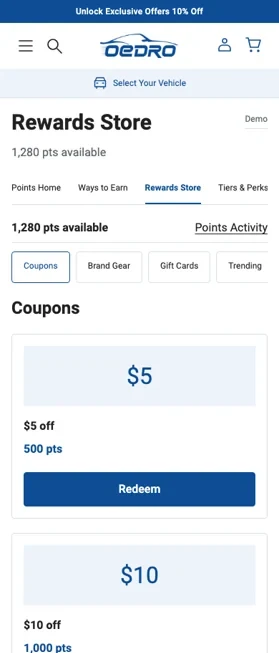 Unlock Exclusive Offers 10% Off
OEDRO
Select Your Vehicle
Rewards Store
Demo
1,280 pts available
Points Home
Ways to Earn
Rewards Store
Tiers & Perks
1,280 pts available
Points Activity
Coupons
Brand Gear
Gift Cards
Trending
Coupons
$5
$5 off
500 pts
Redeem
$10
$10 off
1,000 pts